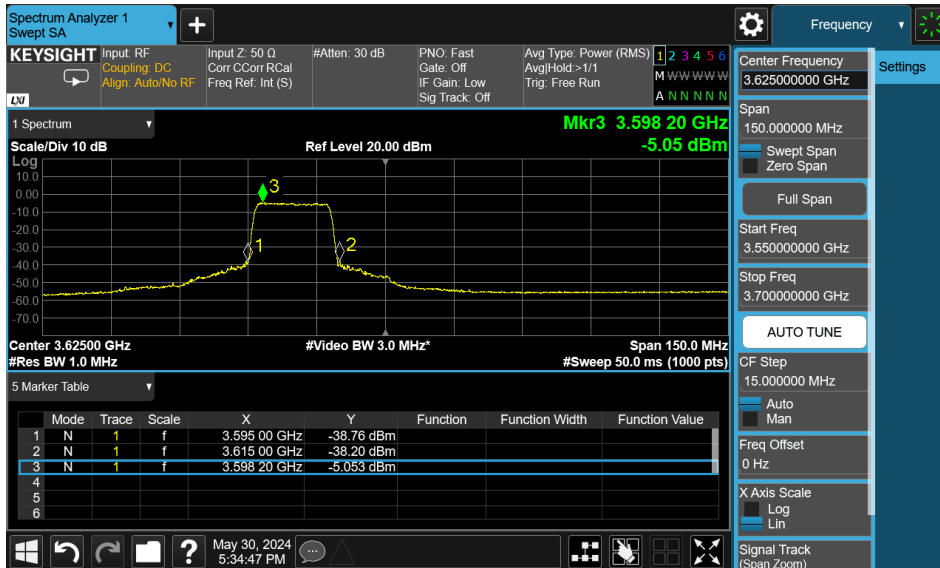 Spectrum Analyzer 1
Swept SA
+
Frequency
KEYSIGHT
LXI
Input: RF
Coupling: DC
Align: Auto/No RF
Input Z: 50 Ω
Corr CCorr RCal
Freq Ref: Int (S)
#Atten: 30 dB
PNO: Fast
Gate: Off
IF Gain: Low
Sig Track: Off
Avg Type: Power (RMS)
Avg|Hold:>1/1
Trig: Free Run
1 2 3 4 5 6
M W W W W W
A N N N N N
1 Spectrum
Scale/Div 10 dB
Ref Level 20.00 dBm
Mkr3 3.598 20 GHz
-5.05 dBm
Log
10.0
0.00
-10.0
-20.0
-30.0
-40.0
-50.0
-60.0
-70.0
3
1
2
Center 3.62500 GHz
#Video BW 3.0 MHz*
Span 150.0 MHz
#Res BW 1.0 MHz
#Sweep 50.0 ms (1000 pts)
5 Marker Table
Mode Trace Scale X Y Function Function Width Function Value
1 N 1 f 3.595 00 GHz -38.76 dBm
2 N 1 f 3.615 00 GHz -38.20 dBm
3 N 1 f 3.598 20 GHz -5.053 dBm
4
5
6
May 30, 2024
5:34:47 PM
?
Center Frequency
3.625000000 GHz
Span
150.000000 MHz
Swept Span
Zero Span
Full Span
Start Freq
3.550000000 GHz
Stop Freq
3.700000000 GHz
AUTO TUNE
CF Step
15.000000 MHz
Auto
Man
Freq Offset
0 Hz
X Axis Scale
Log
Lin
Signal Track
(Span Zoom)
Settings